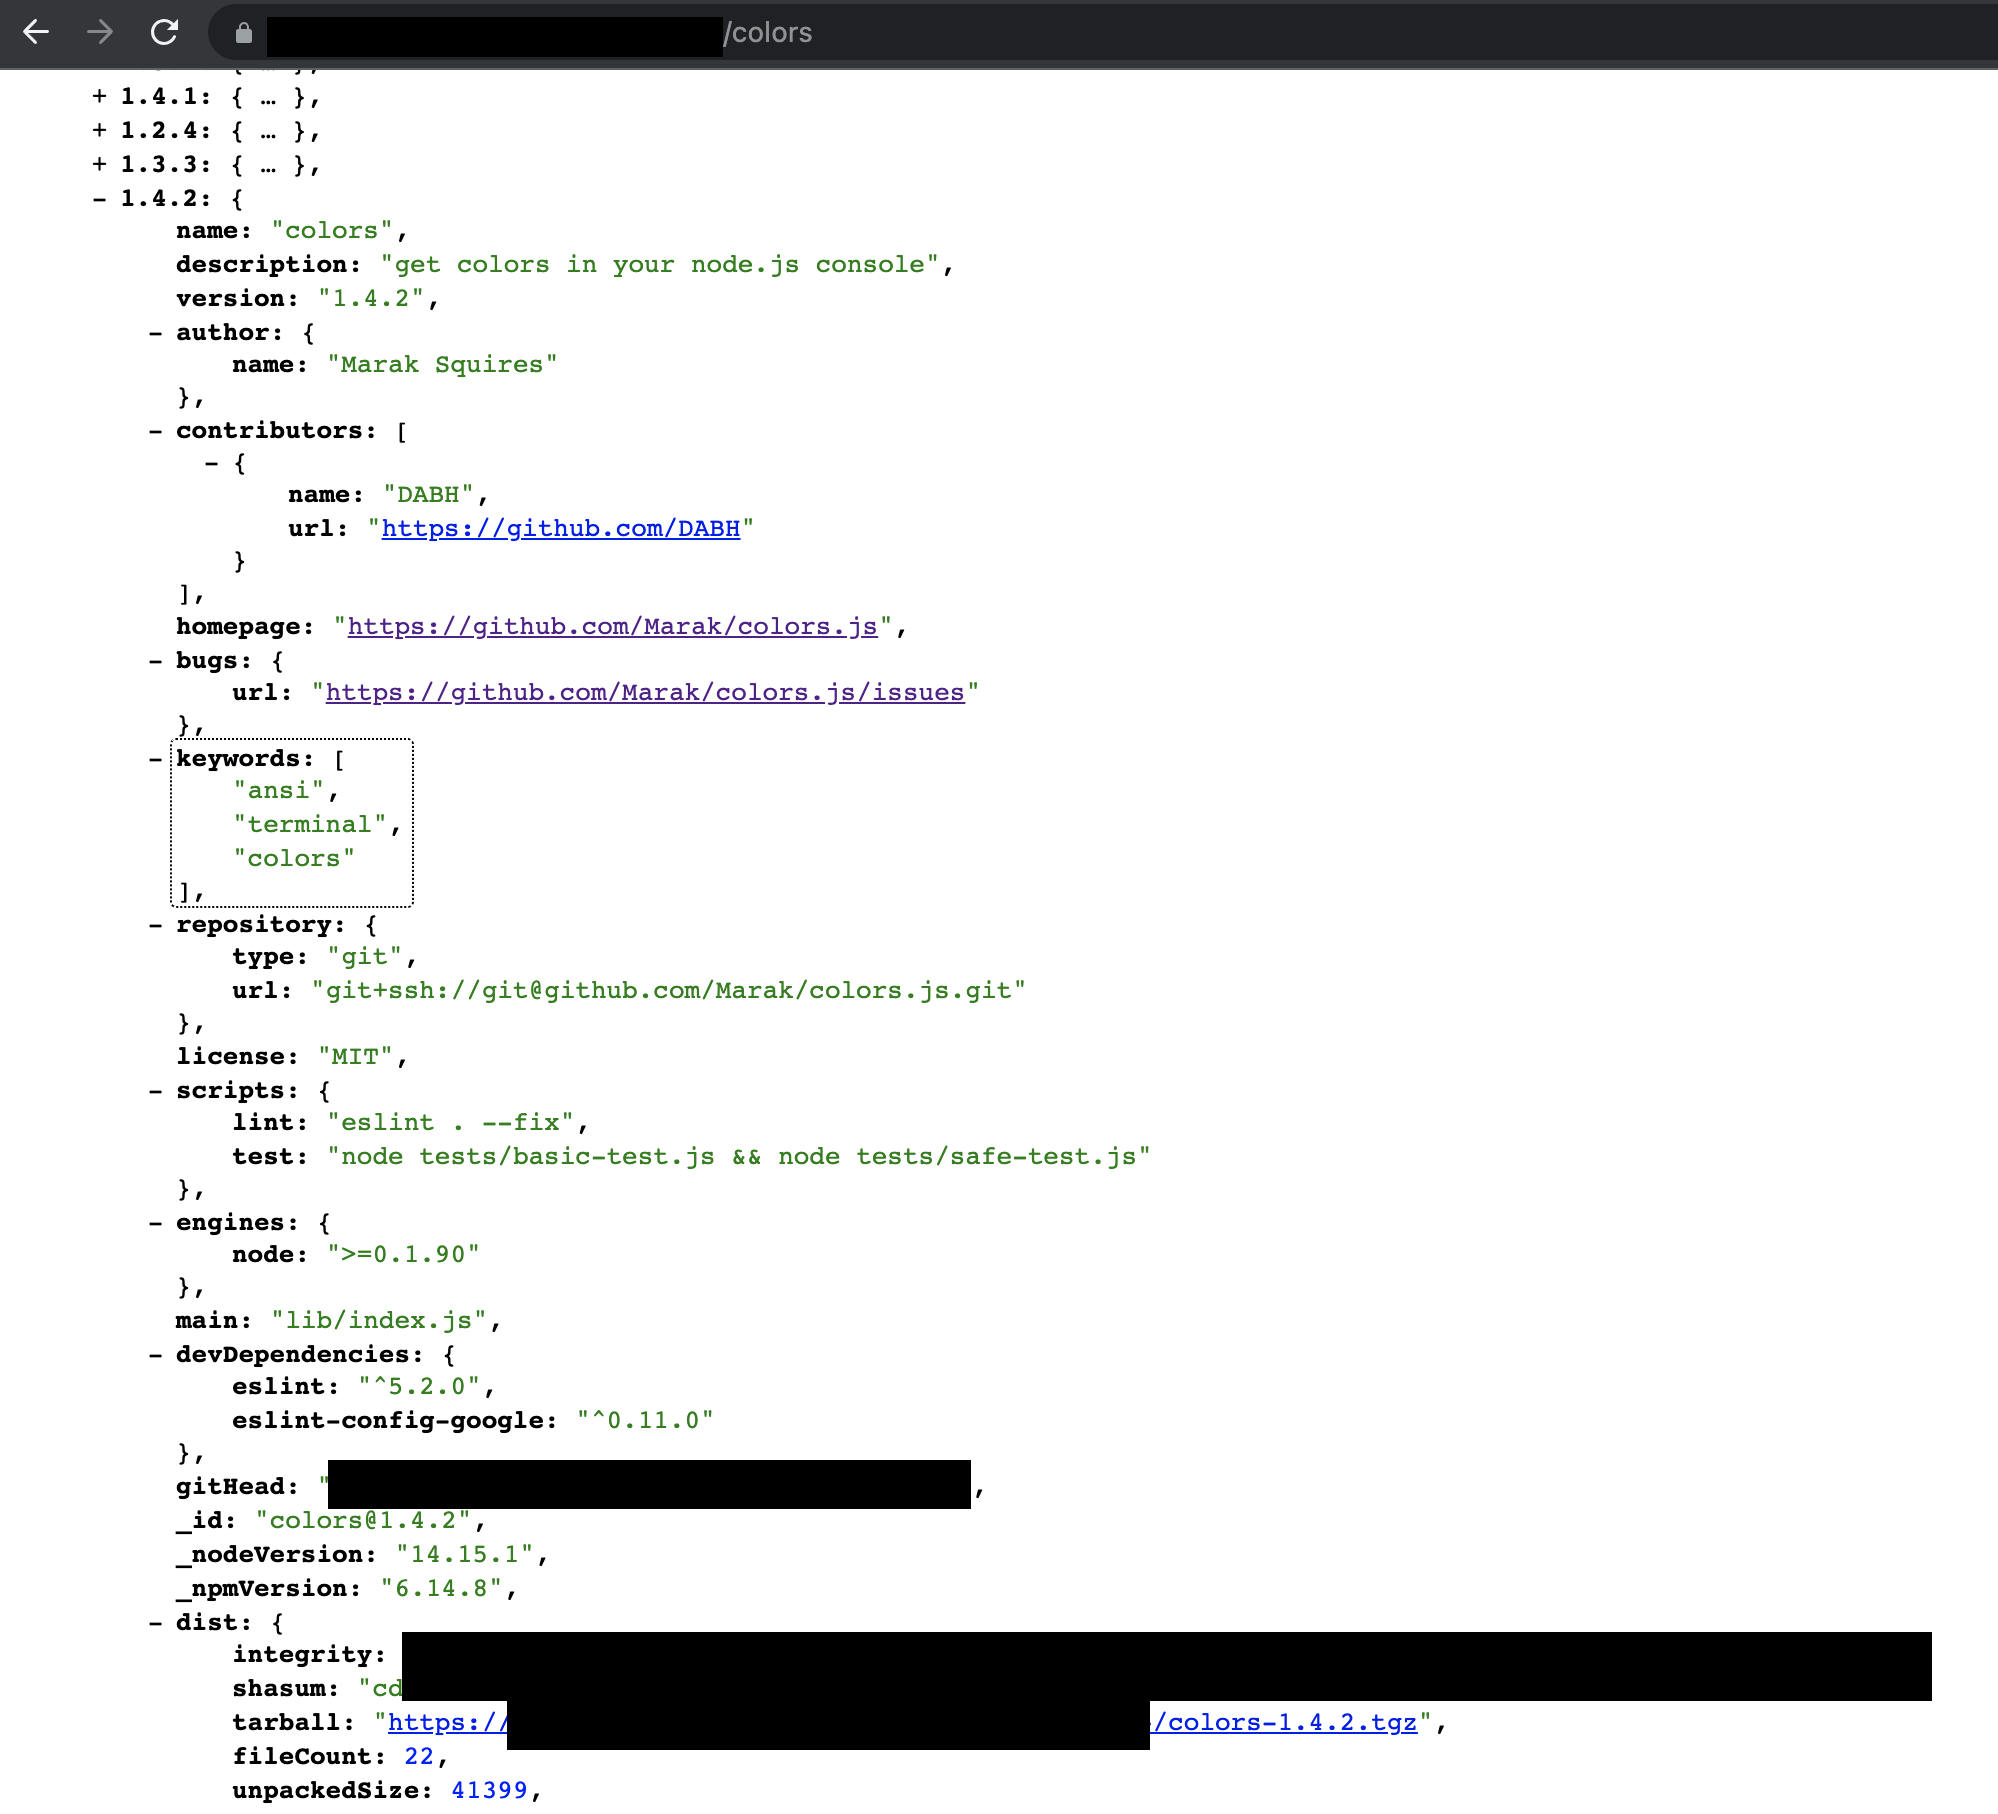 /colors
+ 1.4.1: { … },
+ 1.2.4: { … },
+ 1.3.3: { … },
- 1.4.2: {
name: "colors",
description: "get colors in your node.js console",
version: "1.4.2",
- author: {
name: "Marak Squires"
},
- contributors: [
- {
name: "DABH",
url: "https://github.com/DABH"
}
],
homepage: "https://github.com/Marak/colors.js",
- bugs: {
url: "https://github.com/Marak/colors.js/issues"
},
- keywords: [
"ansi",
"terminal",
"colors"
],
- repository: {
type: "git",
url: "git+ssh://git@github.com/Marak/colors.js.git"
},
license: "MIT",
- scripts: {
lint: "eslint . --fix",
test: "node tests/basic-test.js && node tests/safe-test.js"
},
- engines: {
node: ">=0.1.90"
},
main: "lib/index.js",
- devDependencies: {
eslint: "^5.2.0",
eslint-config-google: "^0.11.0"
},
gitHead: " ,
_id: "colors@1.4.2",
_nodeVersion: "14.15.1",
_npmVersion: "6.14.8",
- dist: {
integrity:
shasum: "cd
tarball: "https:// /colors-1.4.2.tgz",
fileCount: 22,
unpackedSize: 41399,